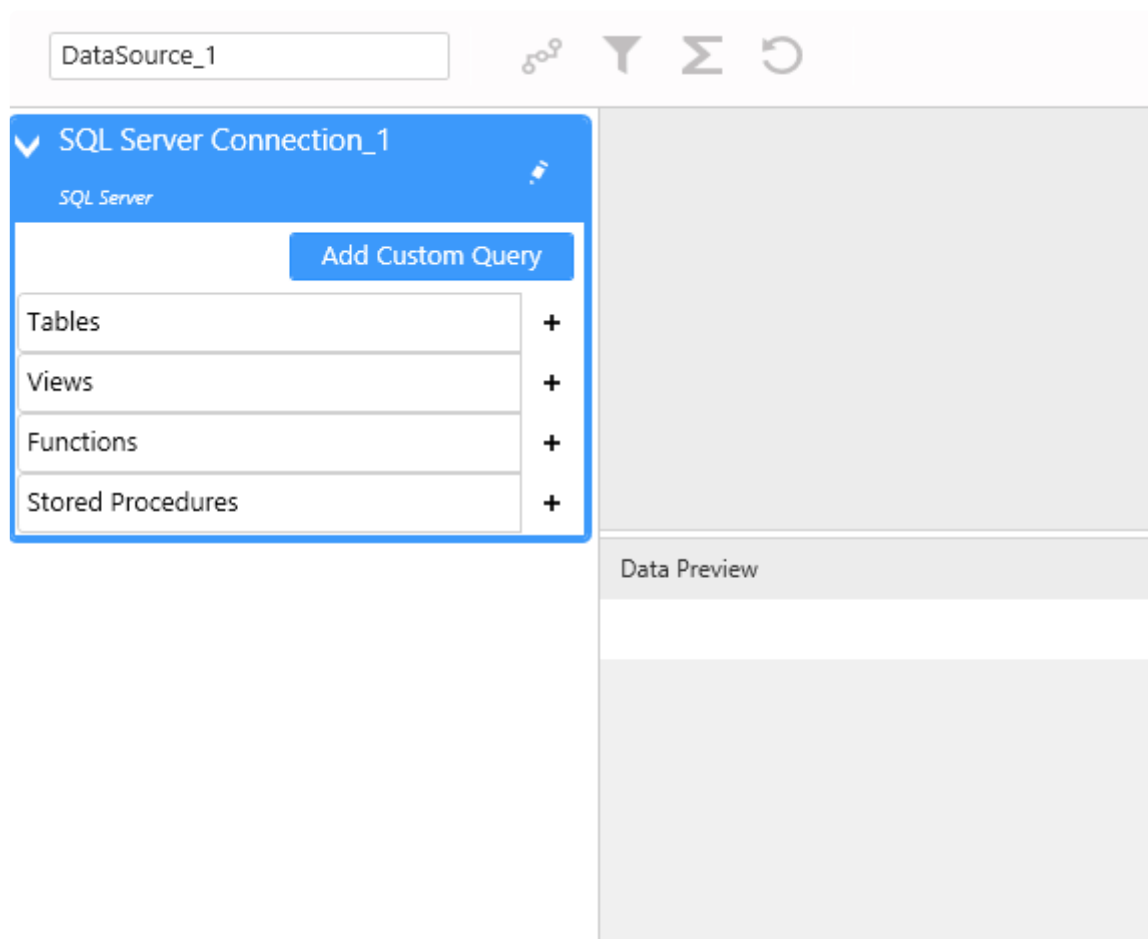 DataSource_1
SQL Server Connection_1
SQL Server
Add Custom Query
Tables
Views
Functions
Stored Procedures
Data Preview